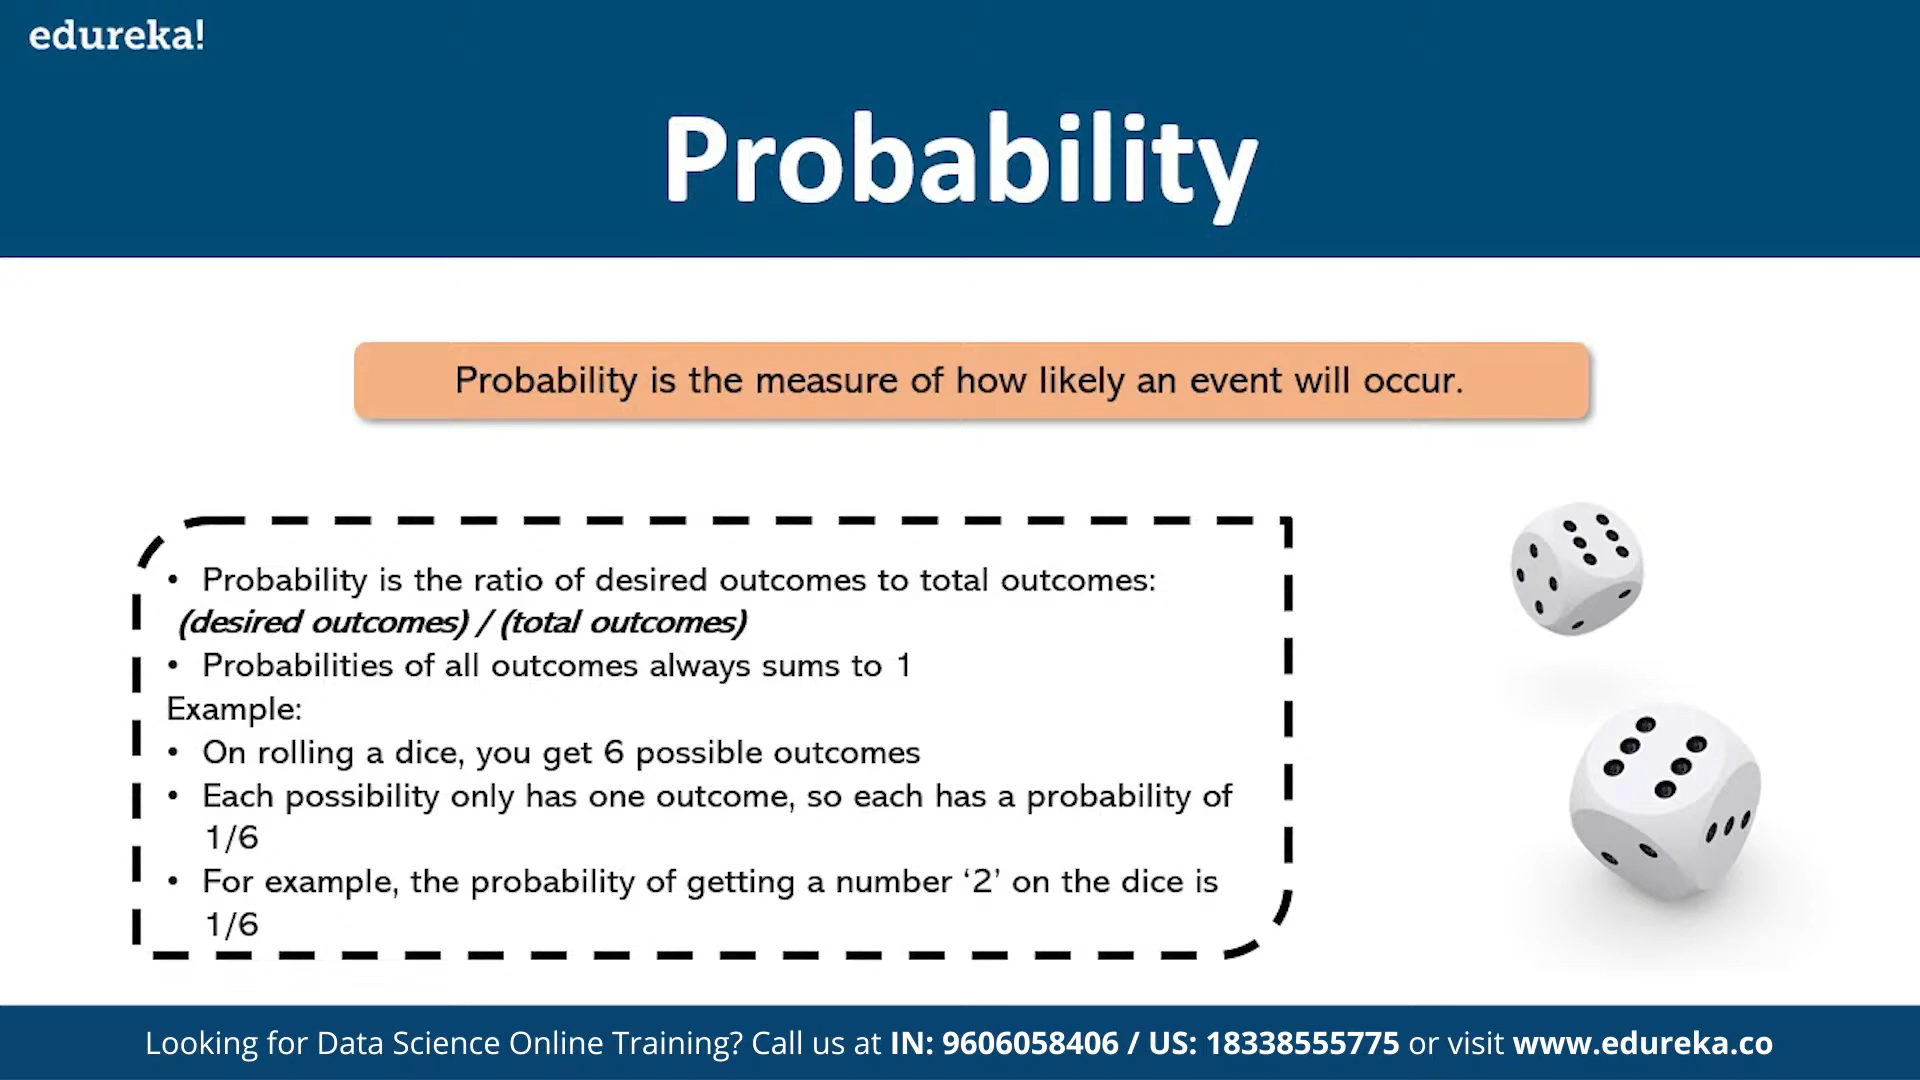 edureka!
Probability
Probability is the measure of how likely an event will occur.
• Probability is the ratio of desired outcomes to total outcomes:
(desired outcomes) / (total outcomes)
• Probabilities of all outcomes always sums to 1
Example:
• On rolling a dice, you get 6 possible outcomes
• Each possibility only has one outcome, so each has a probability of
1/6
• For example, the probability of getting a number ‘2’ on the dice is
1/6
Looking for Data Science Online Training? Call us at IN: 9606058406 / US: 18338555775 or visit www.edureka.co